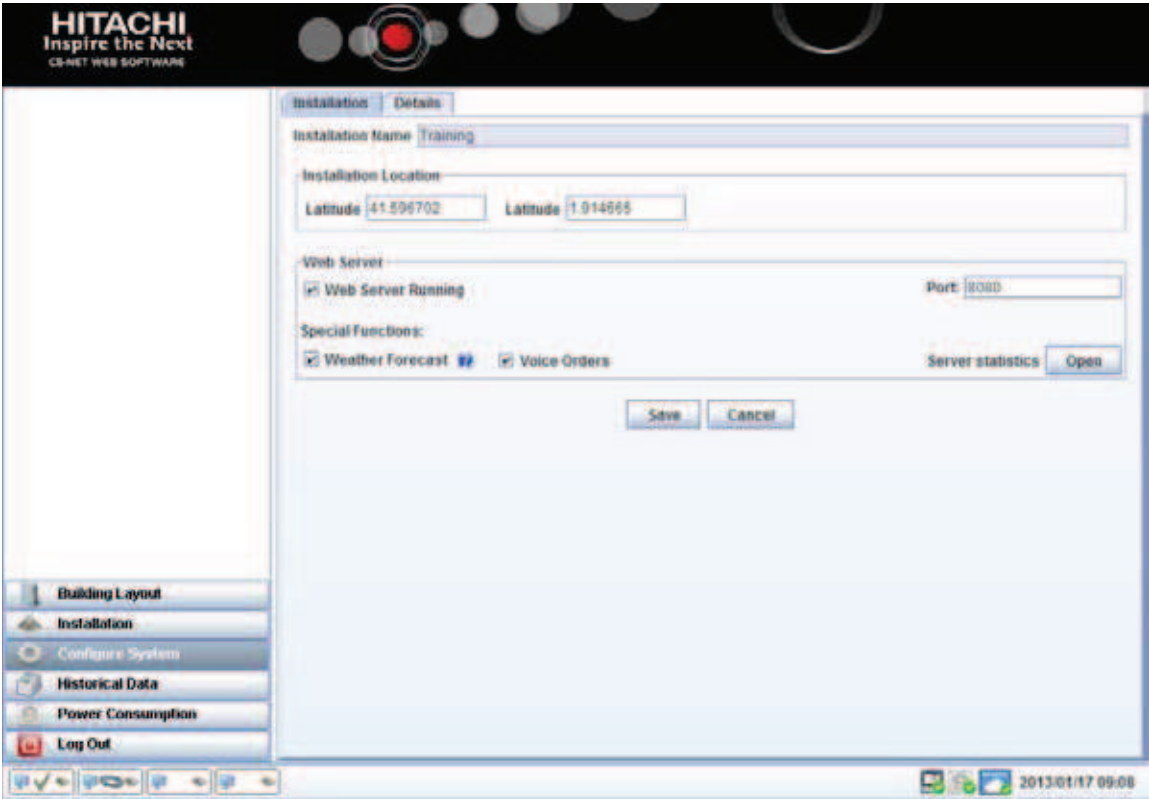 HITACHI
Inspire the Next
CS-NET WEB SOFTWARE
Installation Details
Installation Name Training
Installation Location
Latitude 41.596702 Latitude 1.914665
Web Server
Web Server Running Port: 8080
Special Functions:
Weather Forecast Voice Orders Server statistics Open
Save Cancel
Building Layout
Installation
Configure System
Historical Data
Power Consumption
Log Out
2013/01/17 09:08